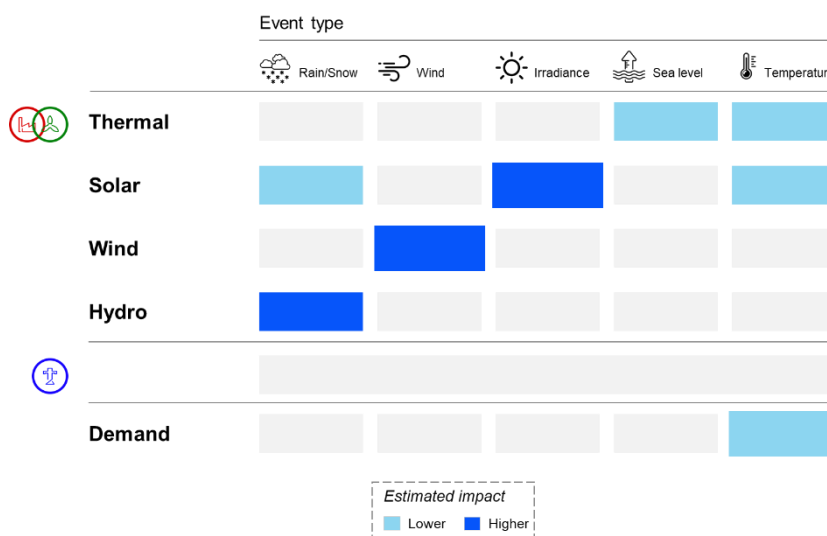 Event type
Rain/Snow Wind Irradiance Sea level Temperatur
Thermal
Solar
Wind
Hydro
Demand
Estimated impact
Lower Higher